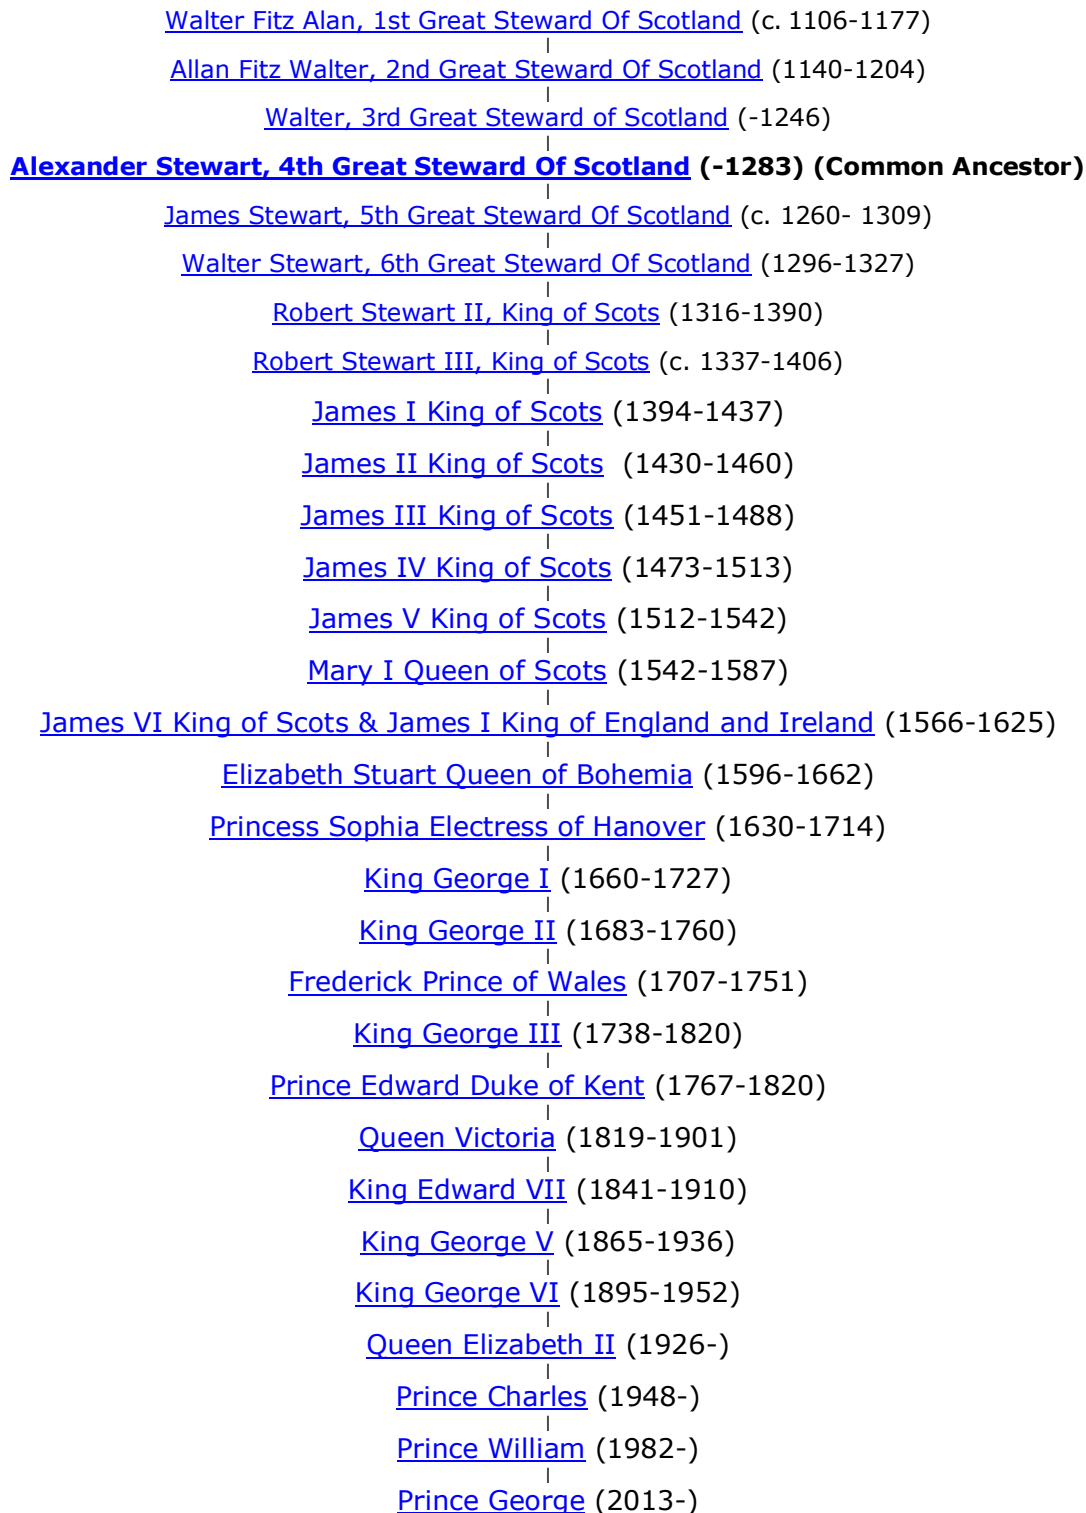 Walter Fitz Alan, 1st Great Steward Of Scotland (c. 1106-1177)
Allan Fitz Walter, 2nd Great Steward Of Scotland (1140-1204)
Walter, 3rd Great Steward of Scotland (-1246)
Alexander Stewart, 4th Great Steward Of Scotland (-1283) (Common Ancestor)
James Stewart, 5th Great Steward Of Scotland (c. 1260- 1309)
Walter Stewart, 6th Great Steward Of Scotland (1296-1327)
Robert Stewart II, King of Scots (1316-1390)
Robert Stewart III, King of Scots (c. 1337-1406)
James I King of Scots (1394-1437)
James II King of Scots (1430-1460)
James III King of Scots (1451-1488)
James IV King of Scots (1473-1513)
James V King of Scots (1512-1542)
Mary I Queen of Scots (1542-1587)
James VI King of Scots & James I King of England and Ireland (1566-1625)
Elizabeth Stuart Queen of Bohemia (1596-1662)
Princess Sophia Electress of Hanover (1630-1714)
King George I (1660-1727)
King George II (1683-1760)
Frederick Prince of Wales (1707-1751)
King George III (1738-1820)
Prince Edward Duke of Kent (1767-1820)
Queen Victoria (1819-1901)
King Edward VII (1841-1910)
King George V (1865-1936)
King George VI (1895-1952)
Queen Elizabeth II (1926-)
Prince Charles (1948-)
Prince William (1982-)
Prince George (2013-)